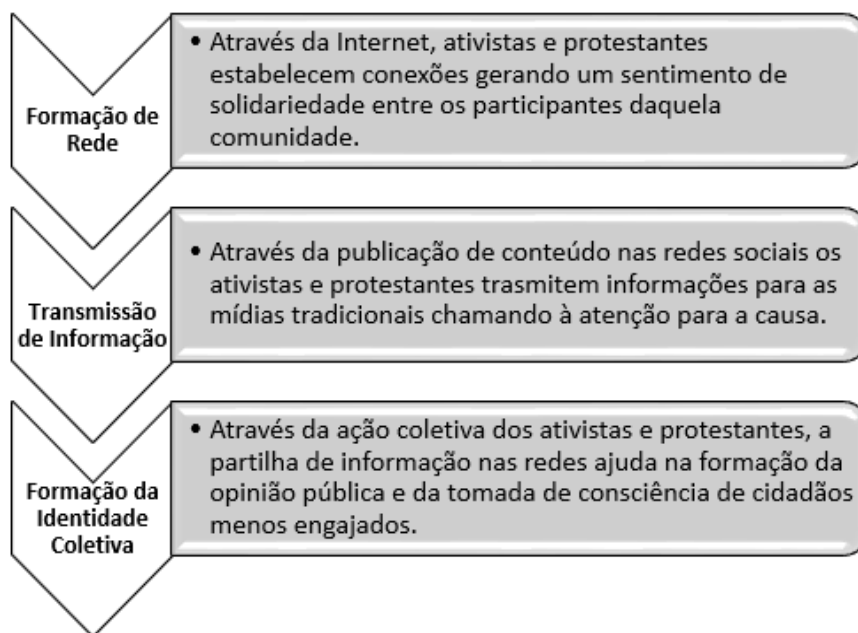 Formação de
Rede
• Através da Internet, ativistas e protestantes
estabelecem conexões gerando um sentimento de
solidariedade entre os participantes daquela
comunidade.
Transmissão
de Informação
• Através da publicação de conteúdo nas redes sociais os
ativistas e protestantes trasmitem informações para as
mídias tradicionais chamando à atenção para a causa.
Formação da
Identidade
Coletiva
• Através da ação coletiva dos ativistas e protestantes, a
partilha de informação nas redes ajuda na formação da
opinião pública e da tomada de consciência de cidadãos
menos engajados.